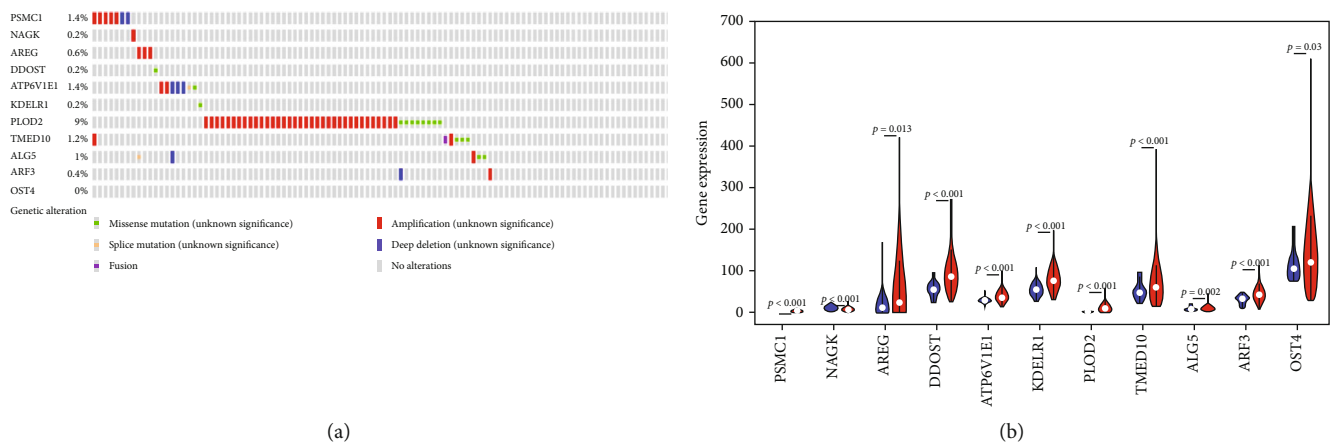 PSMC1 1.4%
NAGK 0.2%
AREG 0.6%
DDOST 0.2%
ATP6V1E1 1.4%
KDELR1 0.2%
PLOD2 9%
TMED10 1.2%
ALG5 1%
ARF3 0.4%
OST4 0%
Genetic alteration
Missense mutation (unknown significance)
Splice mutation (unknown significance)
Fusion
Amplification (unknown significance)
Deep deletion (unknown significance)
No alterations
(a)
Gene expression
700
600
500
400
300
200
100
0
p < 0.001
p < 0.001
p = 0.013
p < 0.001
p < 0.001
p < 0.001
p < 0.001
p < 0.001
p = 0.002
p < 0.001
p = 0.03
PSMC1
NAGK
AREG
DDOST
ATP6V1E1
KDELR1
PLOD2
TMED10
ALG5
ARF3
OST4
(b)